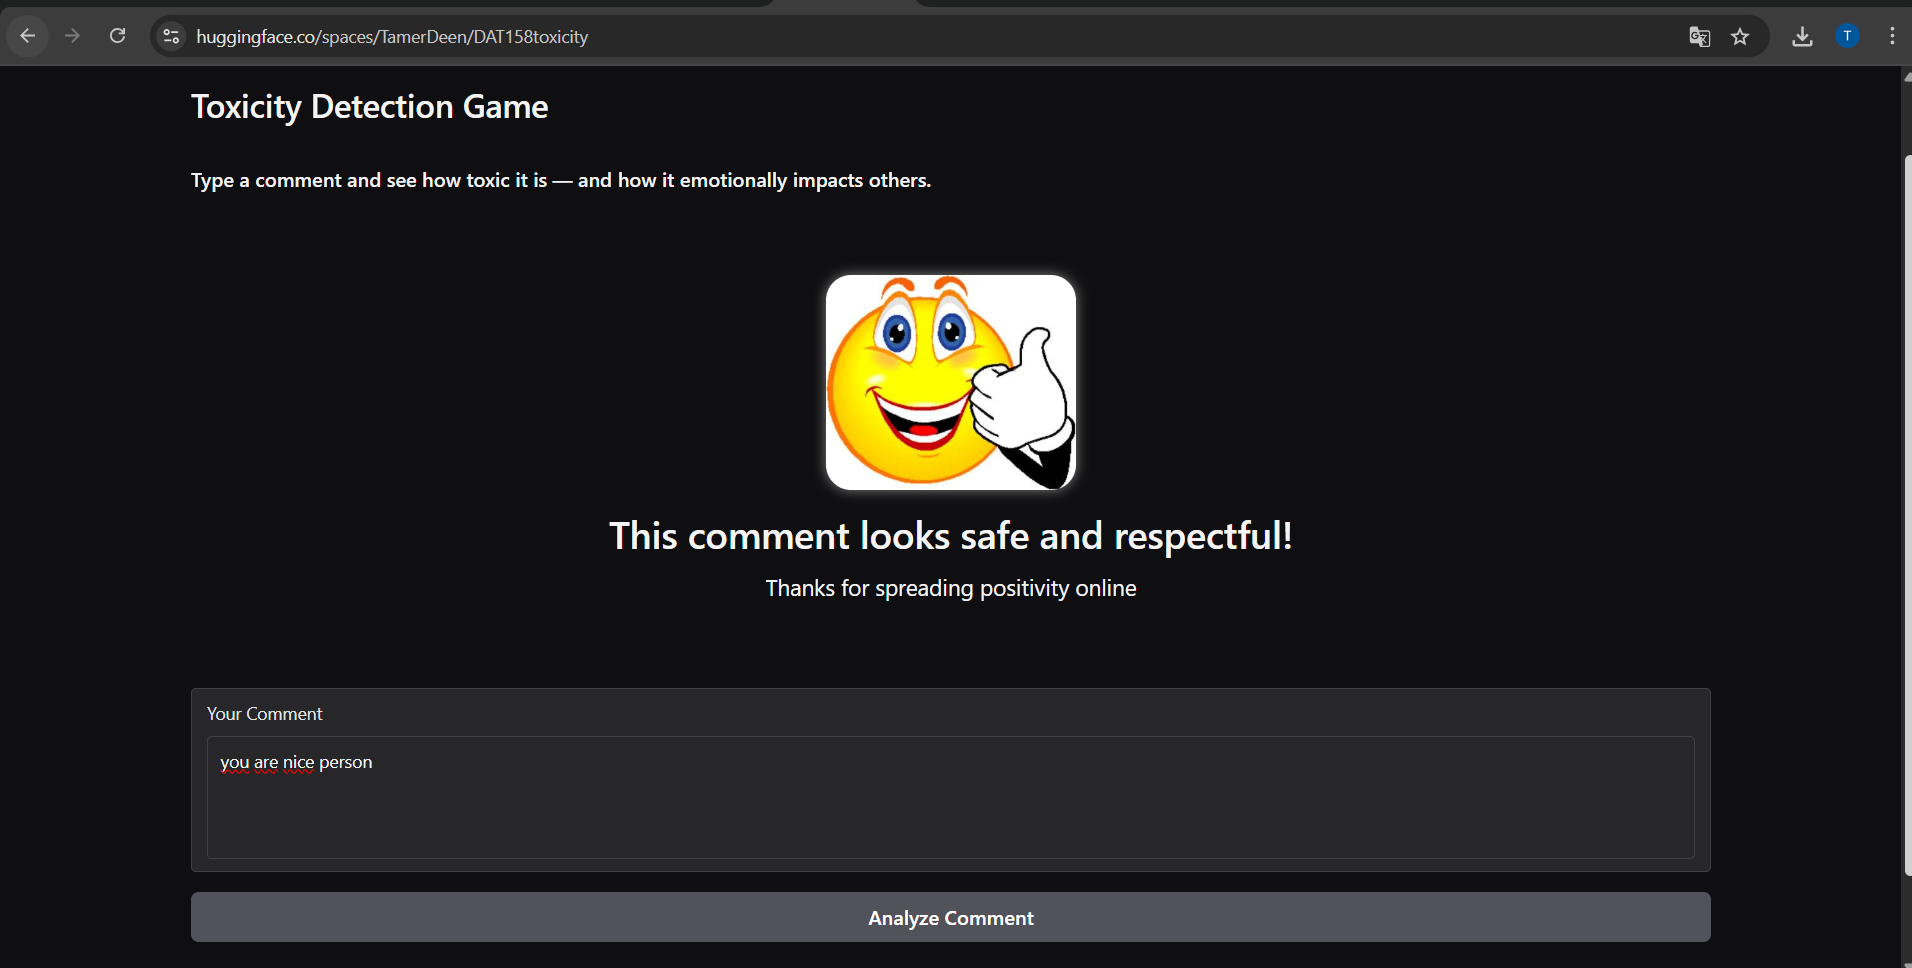 huggingface.co/spaces/TamerDeen/DAT158toxicity
T
Toxicity Detection Game
Type a comment and see how toxic it is — and how it emotionally impacts others.
This comment looks safe and respectful!
Thanks for spreading positivity online
Your Comment
you are nice person
Analyze Comment